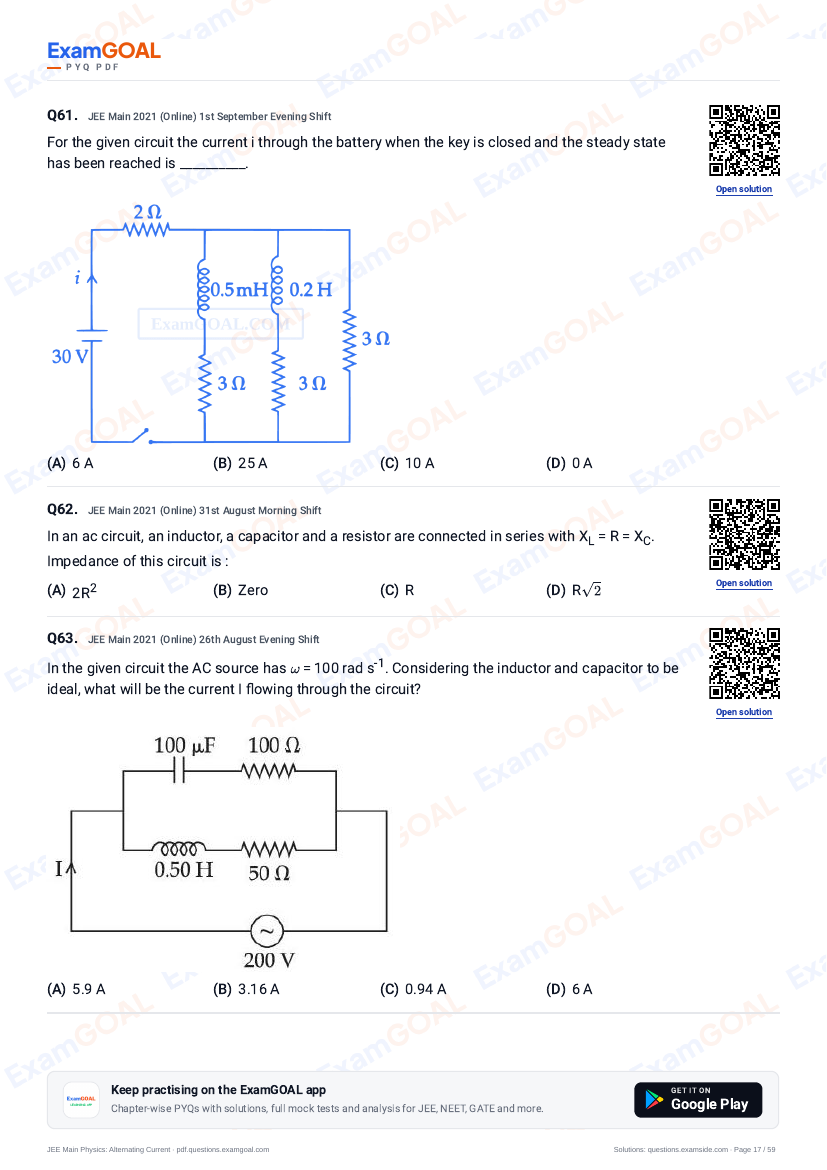 ExamGOAL
PYQ PDF
Q61. JEE Main 2021 (Online) 1st September Evening Shift
For the given circuit the current i through the battery when the key is closed and the steady state
has been reached is __________.
Open solution
2 Ω
i
0.5 mH
0.2 H
ExamGOAL.COM
3 Ω
30 V
3 Ω
3 Ω
(A) 6 A (B) 25 A (C) 10 A (D) 0 A
Q62. JEE Main 2021 (Online) 31st August Morning Shift
In an ac circuit, an inductor, a capacitor and a resistor are connected in series with X_L = R = X_C.
Impedance of this circuit is :
Open solution
(A) 2R² (B) Zero (C) R (D) R√2
Q63. JEE Main 2021 (Online) 26th August Evening Shift
In the given circuit the AC source has ω = 100 rad s⁻¹. Considering the inductor and capacitor to be
ideal, what will be the current I flowing through the circuit?
Open solution
100 μF 100 Ω
I
0.50 H 50 Ω
~
200 V
(A) 5.9 A (B) 3.16 A (C) 0.94 A (D) 6 A
ExamGOAL
Keep practising on the ExamGOAL app
Chapter-wise PYQs with solutions, full mock tests and analysis for JEE, NEET, GATE and more.
GET IT ON
Google Play
JEE Main Physics: Alternating Current · pdf.questions.examgoal.com
Solutions: questions.examside.com · Page 17 / 59